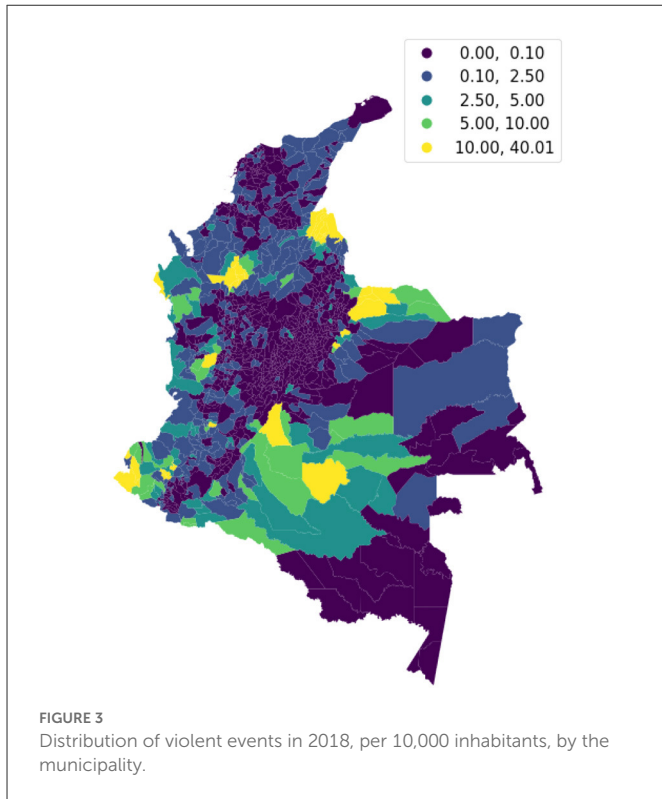 0.00, 0.10
0.10, 2.50
2.50, 5.00
5.00, 10.00
10.00, 40.01
FIGURE 3
Distribution of violent events in 2018, per 10,000 inhabitants, by the
municipality.